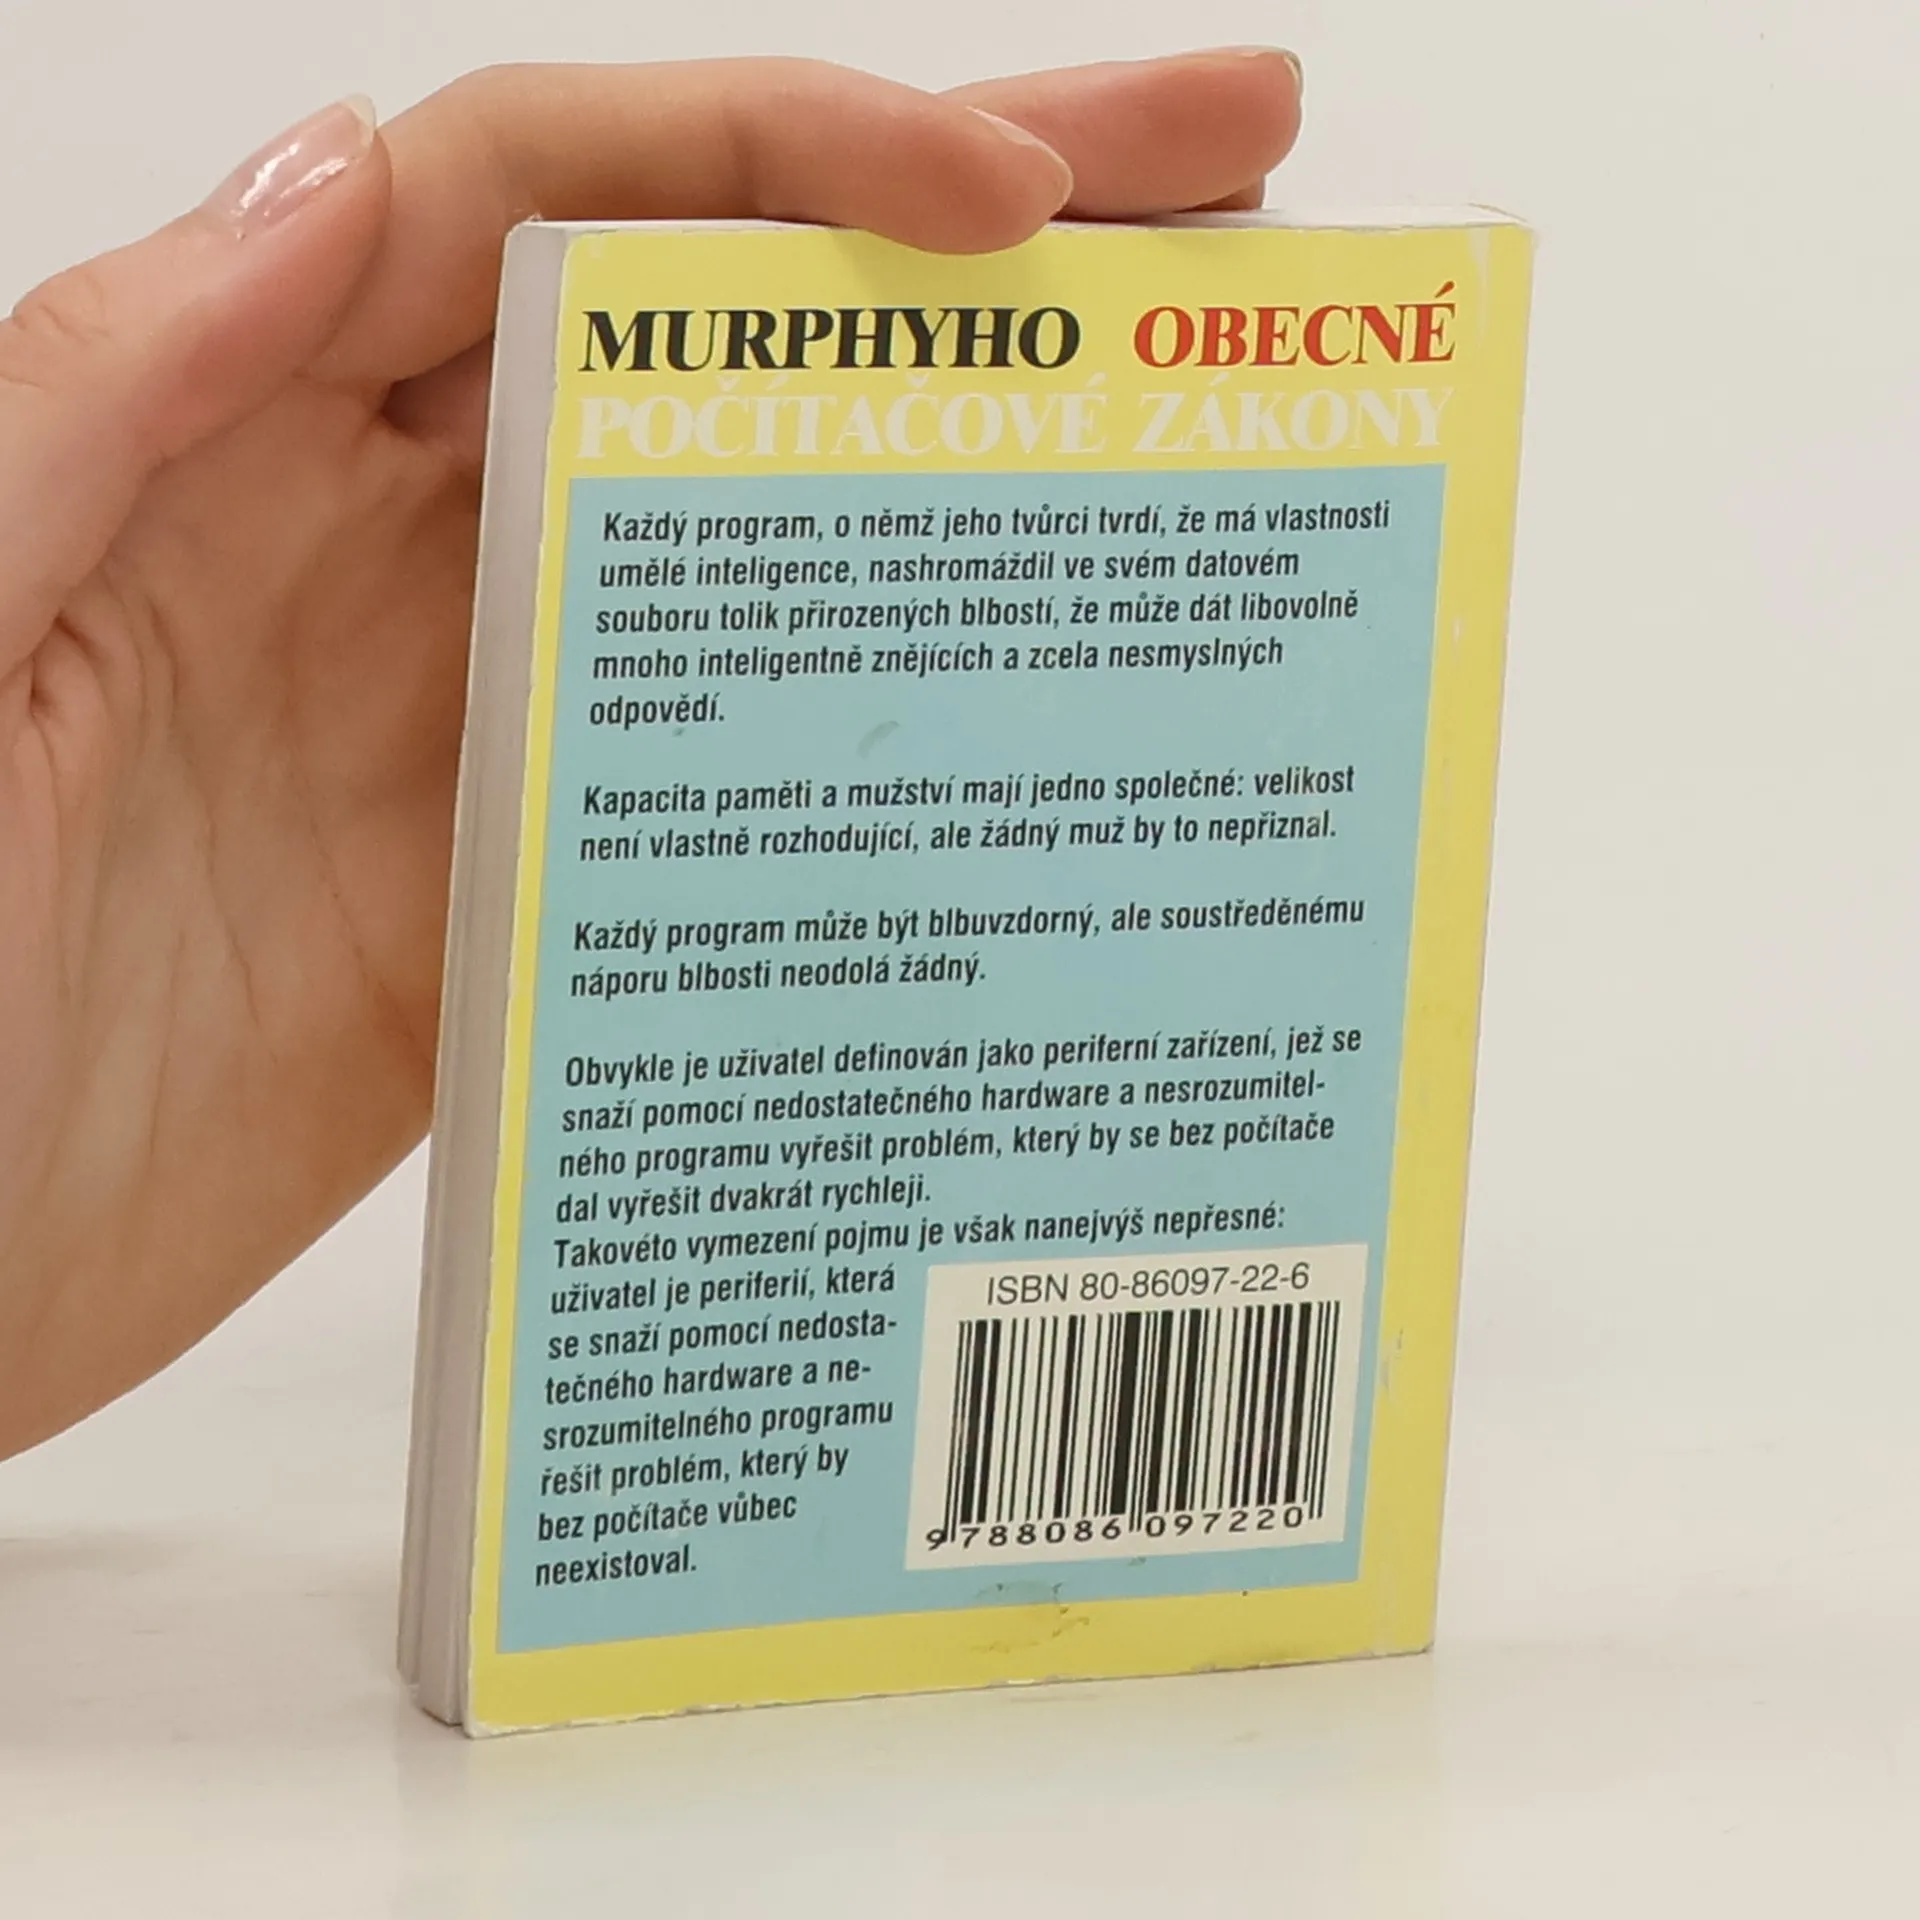 MURPHYHO OBECNÉ
POČÍTAČOVÉ ZÁKONY
Každý program, o němž jeho tvůrci tvrdí, že má vlastnosti
umělé inteligence, nashromáždil ve svém datovém
souboru tolik přirozených blbostí, že může dát libovolně
mnoho inteligentně znějících a zcela nesmyslných
odpovědí.
Kapacita paměti a mužství mají jedno společné: velikost
není vlastně rozhodující, ale žádný muž by to nepřiznal.
Každý program může být blbuvzdorný, ale soustředěnému
náporu blbosti neodolá žádný.
Obvykle je uživatel definován jako periferní zařízení, jež se
snaží pomocí nedostatečného hardware a nesrozumitel-
ného programu vyřešit problém, který by se bez počítače
dal vyřešit dvakrát rychleji.
Takovéto vymezení pojmu je však nanejvýš nepřesné:
uživatel je periferií, která
se snaží pomocí nedosta-
tečného hardware a ne-
srozumitelného programu
řešit problém, který by
bez počítače vůbec
neexistoval.
ISBN 80-86097-22-6
9788086097220